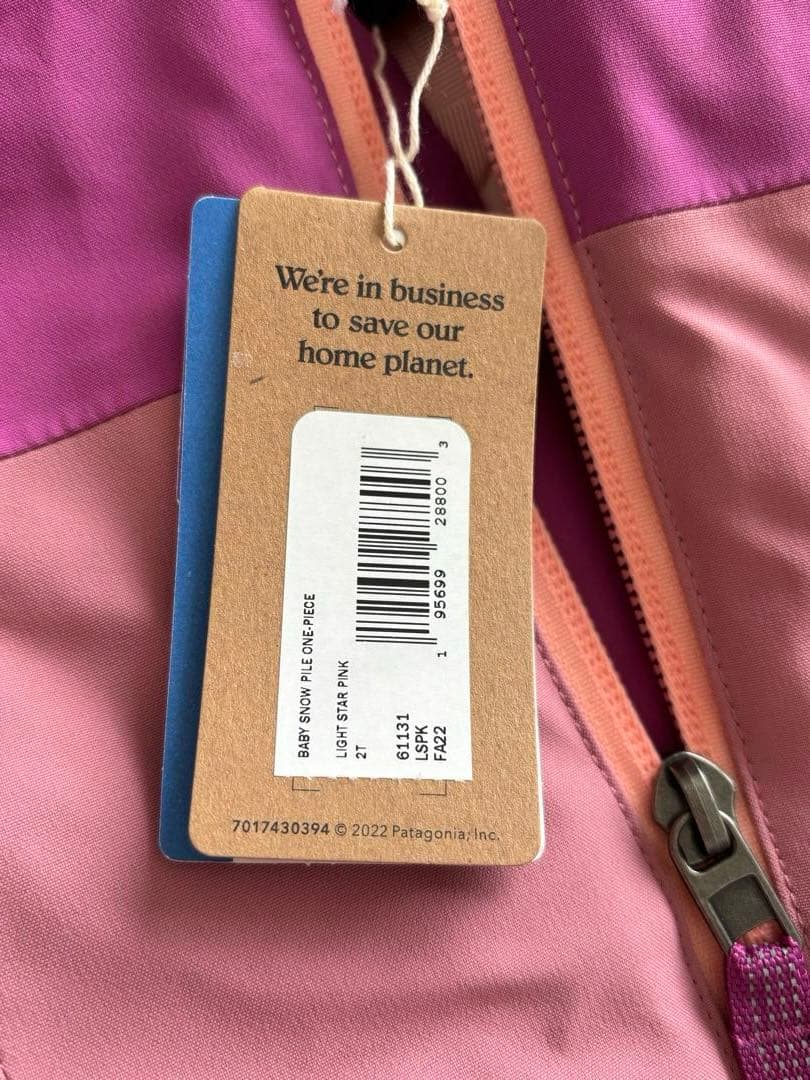 We're in business
to save our
home planet.
BABY SNOW PILE ONE-PIECE
LIGHT STAR PINK
2T
61131
LSPK
FA22
1 95699 28800 3
7017430394 © 2022 Patagonia, Inc.